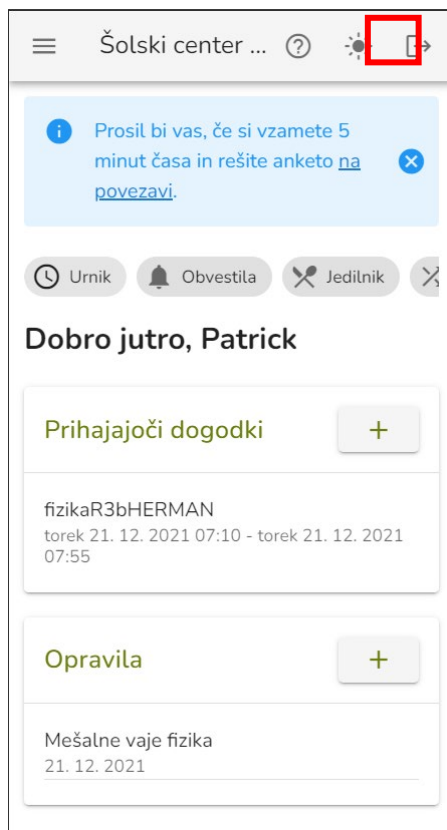 Šolski center ...
Prosil bi vas, če si vzamete 5
minut časa in rešite anketo na
povezavi.
Urnik Obvestila Jedilnik
Dobro jutro, Patrick
Prihajajoči dogodki +
fizikaR3bHERMAN
torek 21. 12. 2021 07:10 - torek 21. 12. 2021
07:55
Opravila +
Mešalne vaje fizika
21. 12. 2021